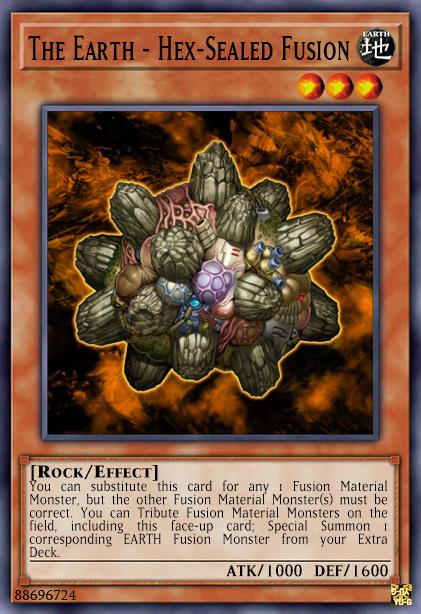 The Earth - Hex-Sealed Fusion
EARTH
地
[Rock/Effect]
You can substitute this card for any 1 Fusion Material
Monster, but the other Fusion Material Monster(s) must be
correct. You can Tribute Fusion Material Monsters on the
field, including this face-up card; Special Summon 1
corresponding EARTH Fusion Monster from your Extra
Deck.
ATK/1000 DEF/1600
88696724